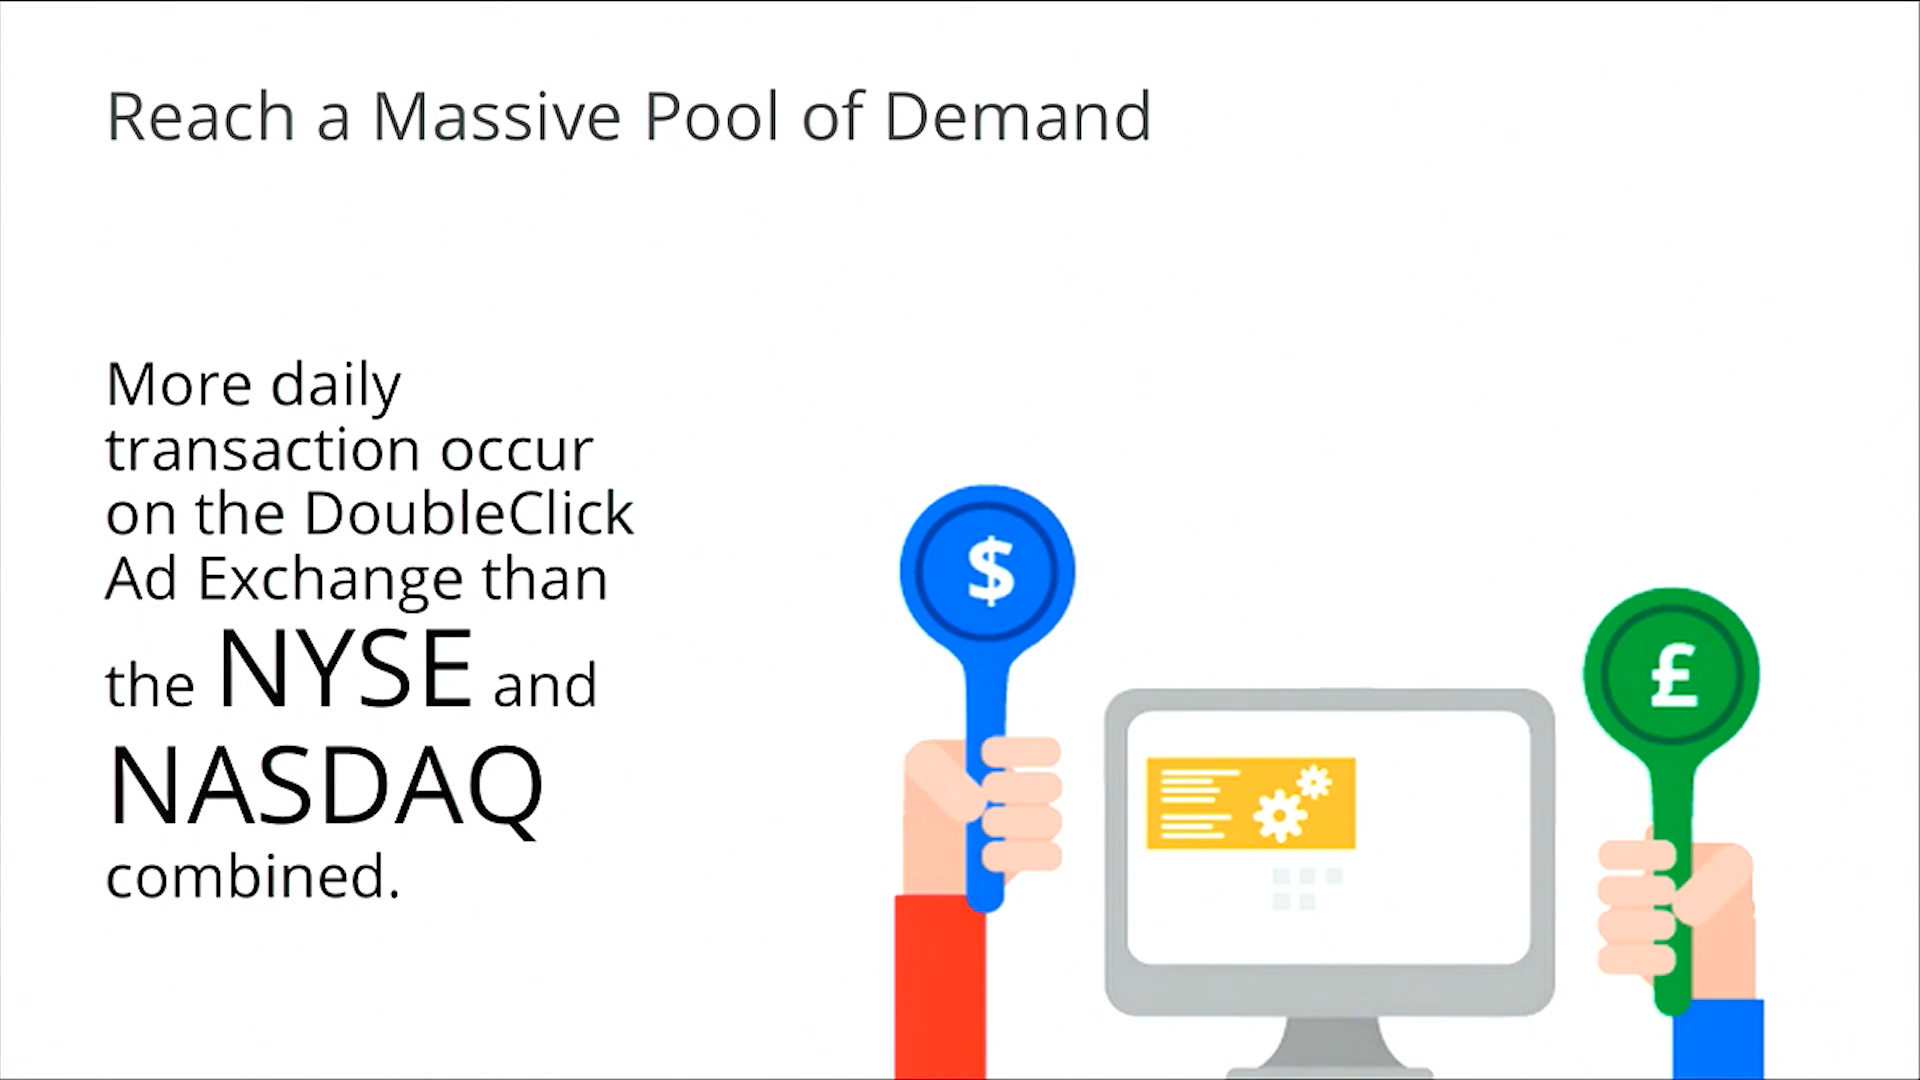 Reach a Massive Pool of Demand
More daily
transaction occur
on the DoubleClick
Ad Exchange than
the NYSE and
NASDAQ
combined.
$
£